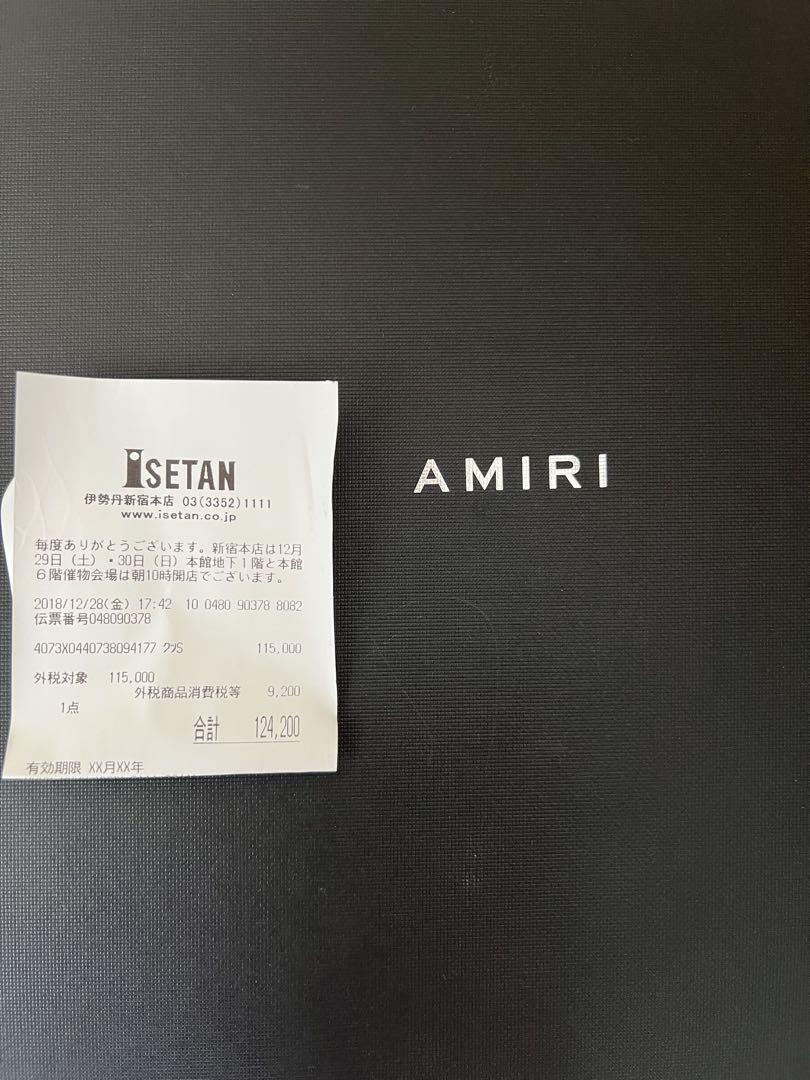 ISETAN
伊勢丹新宿本店 03(3352)1111
www.isetan.co.jp
毎度ありがとうございます。新宿本店は12月
29日(土)・30日(日)本館地下1階と本館
6階催物会場は朝10時開店でございます。
2018/12/28(金) 17:42 10 0480 90378 8082
伝票番号048090378
4073X0440738094177 クツS 115,000
外税対象 115,000
外税商品消費税等 9,200
1点
合計 124,200
有効期限 XX月XX年
AMIRI